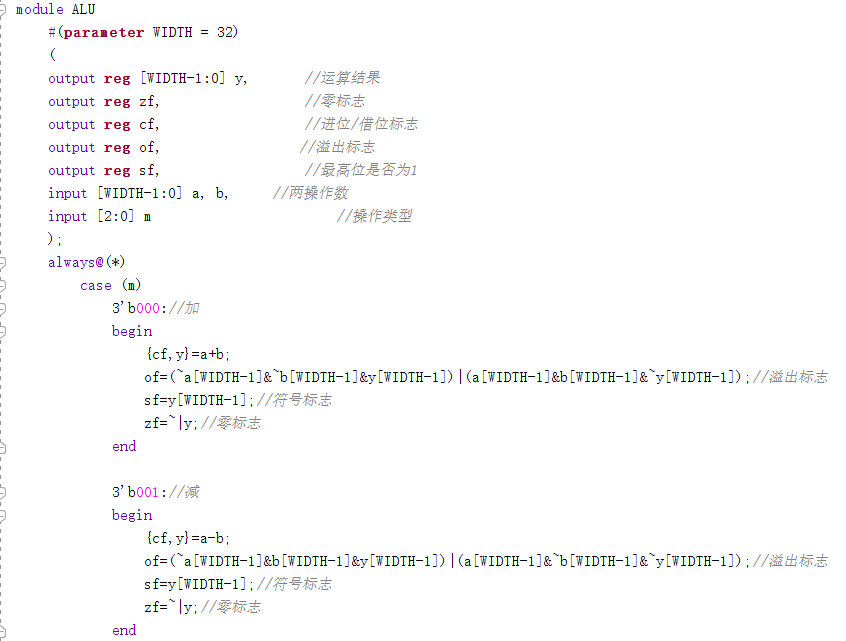 module ALU
#(parameter WIDTH = 32)
(
output reg [WIDTH-1:0] y, //运算结果
output reg zf, //零标志
output reg cf, //进位/借位标志
output reg of, //溢出标志
output reg sf, //最高位是否为1
input [WIDTH-1:0] a, b, //两操作数
input [2:0] m //操作类型
);
always@(*)
case (m)
3'b000://加
begin
{cf,y}=a+b;
of=(~a[WIDTH-1]&~b[WIDTH-1]&y[WIDTH-1])|(a[WIDTH-1]&b[WIDTH-1]&~y[WIDTH-1]);//溢出标志
sf=y[WIDTH-1];//符号标志
zf=~|y;//零标志
end
3'b001://减
begin
{cf,y}=a-b;
of=(~a[WIDTH-1]&b[WIDTH-1]&y[WIDTH-1])|(a[WIDTH-1]&~b[WIDTH-1]&~y[WIDTH-1]);//溢出标志
sf=y[WIDTH-1];//符号标志
zf=~|y;//零标志
end